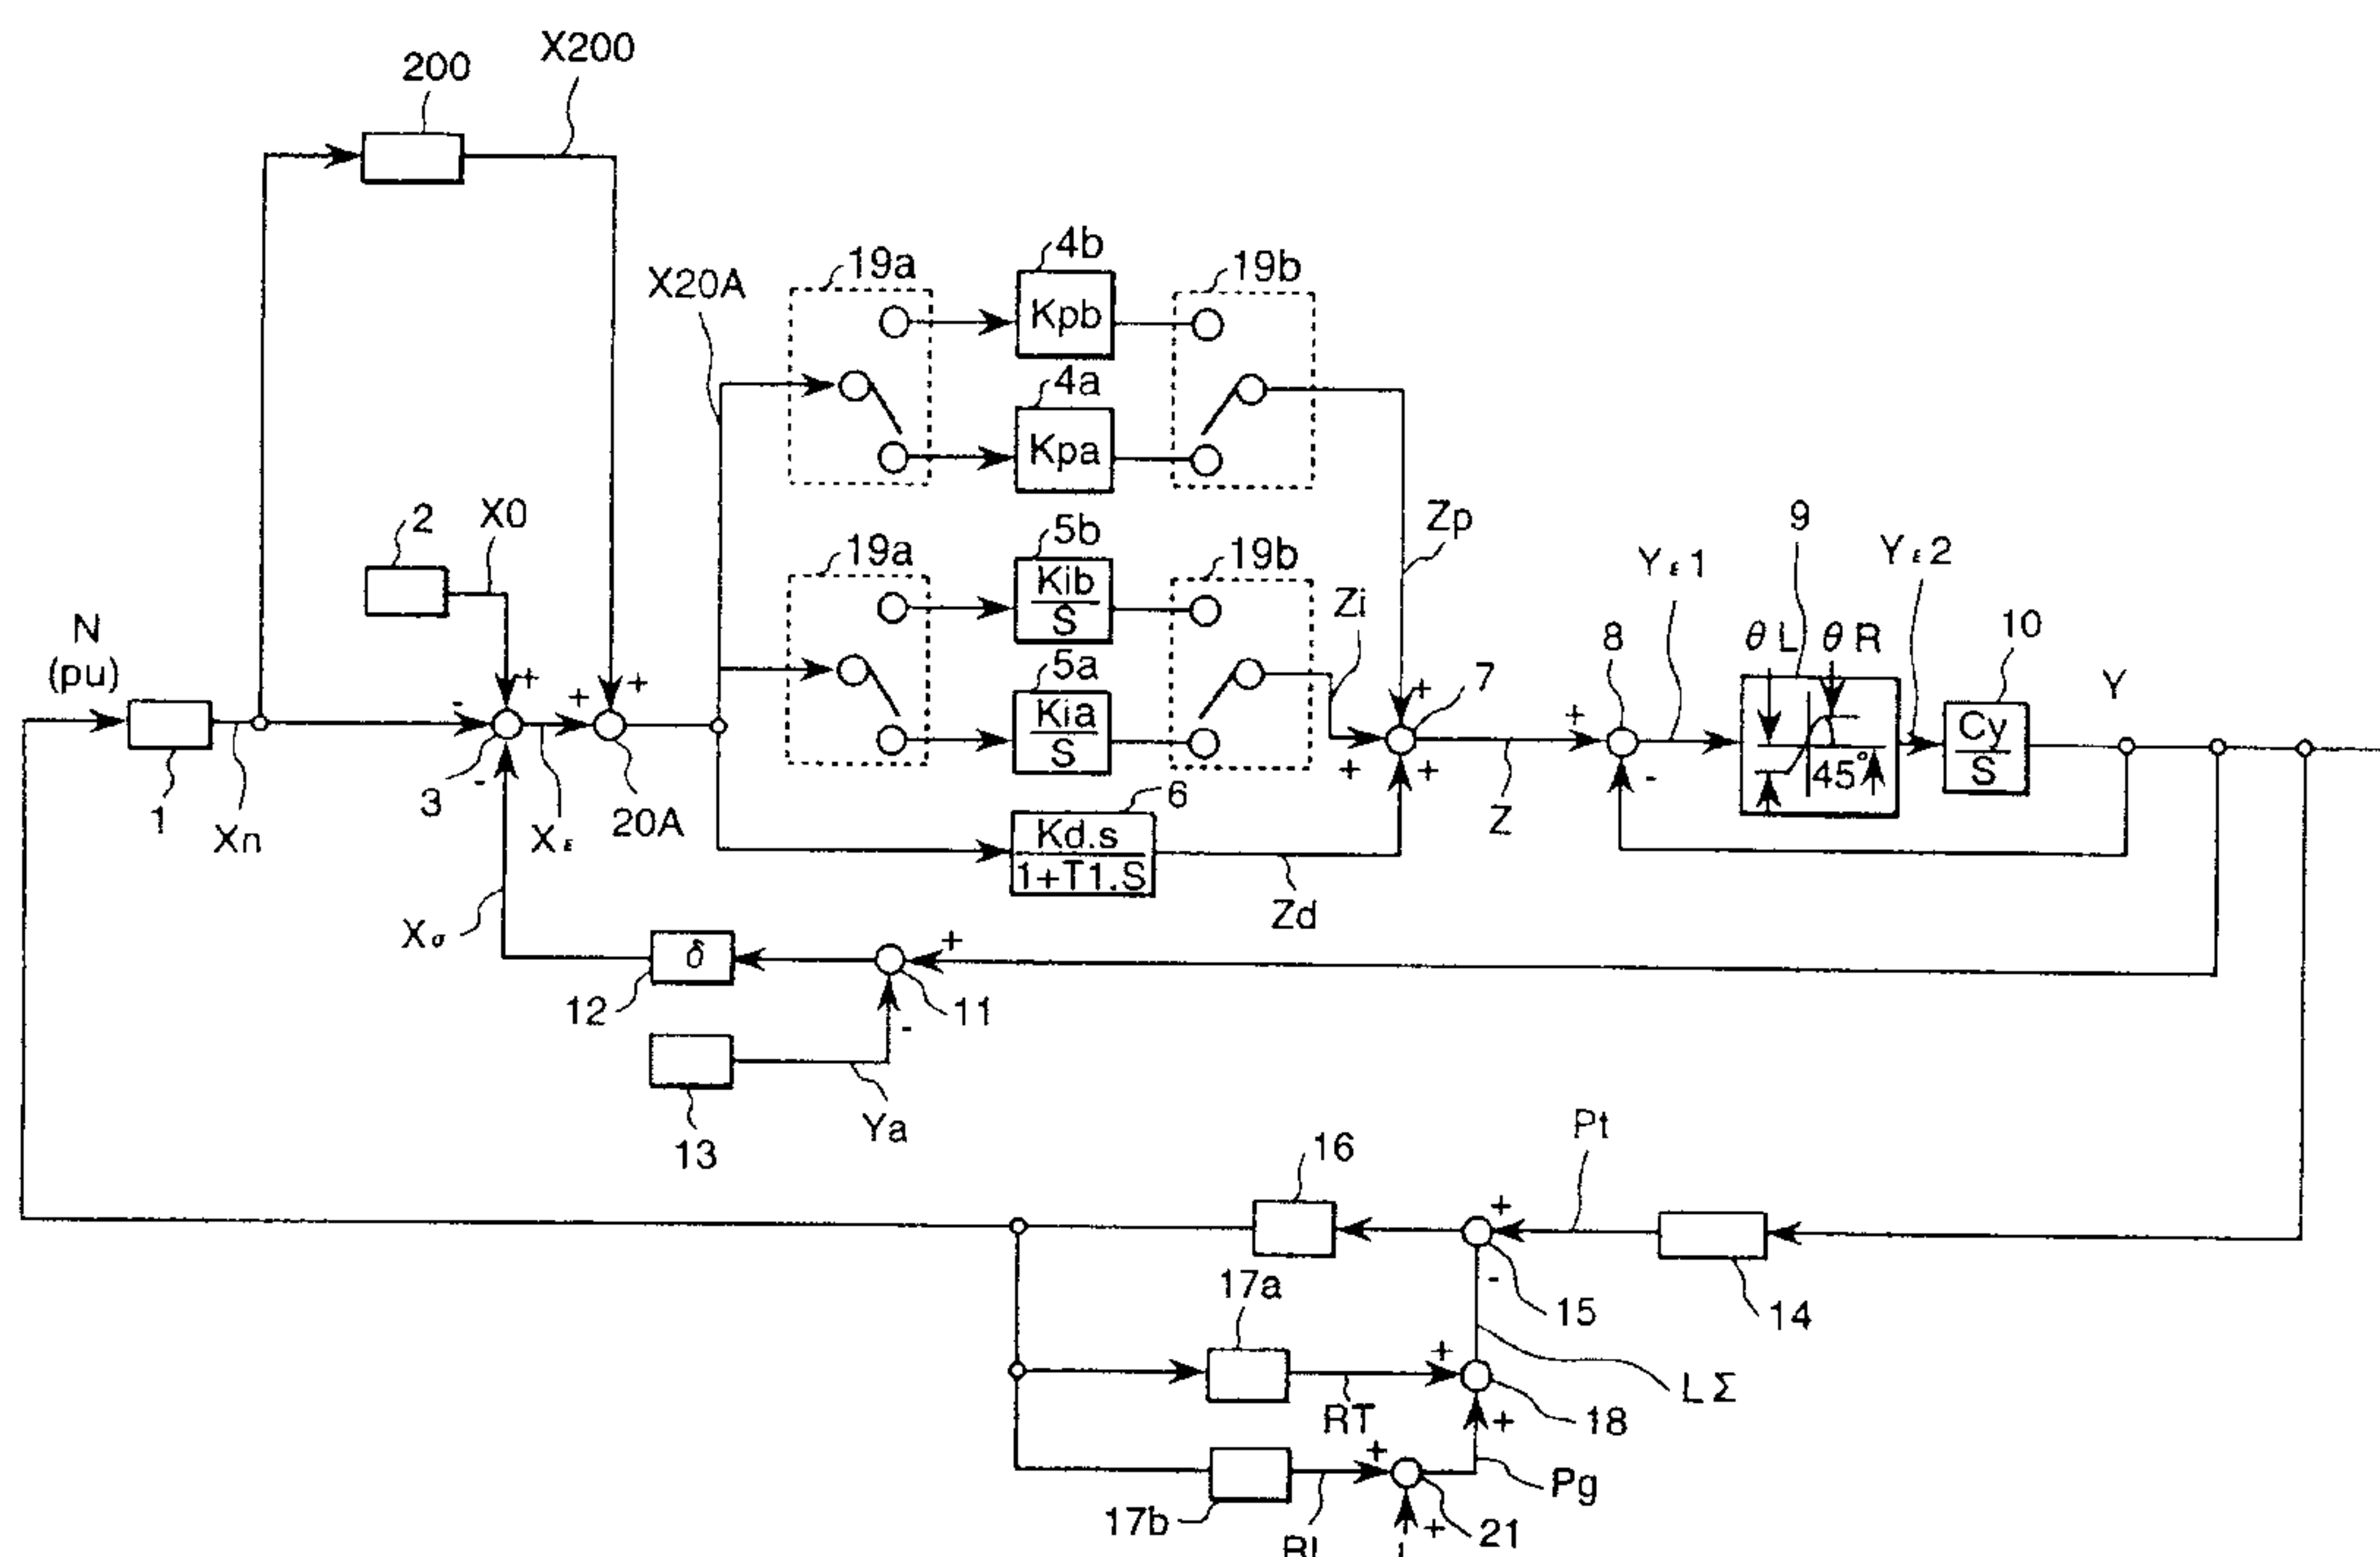 X200
200
4b
19a
19b
X20A
Kpb
4a
Kpa
2
X0
5b
Zp
9
19a
19b
Yε1
Yε2
Kib
S
Zi
N
(pu)
+
8
θL
θR
10
5a
7
Y
-
+
+
+
+
Kia
S
Cy
S
+
+
-
45°
-
3
6
1
Xn
Xε
20A
Kd.s
1+T1.S
Z
Zd
Xσ
δ
+
12
11
-
13
Ya
Pt
16
+
17a
-
15
14
+
RT
LΣ
18
+
+
Pg
17b
+
21